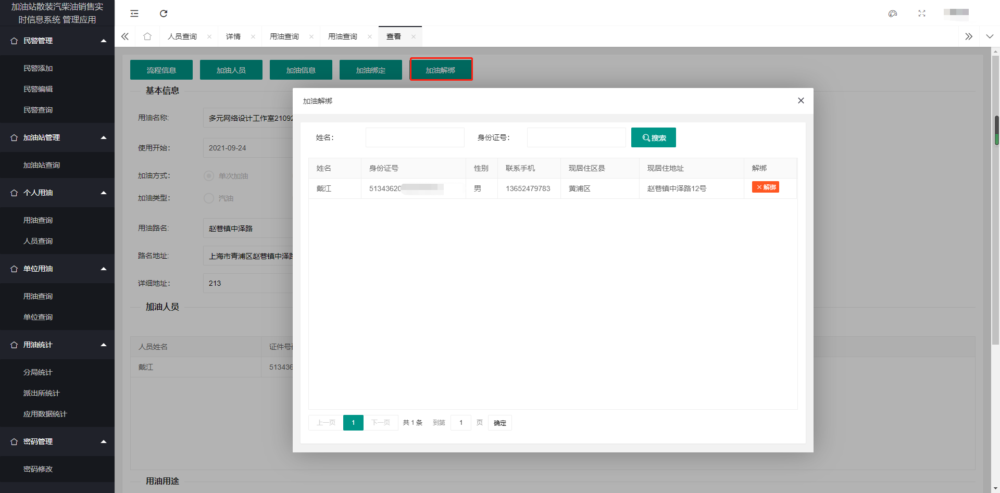 加油站散装汽柴油销售实
时信息系统 管理应用
民警管理
民警添加
民警编辑
民警查询
加油站管理
加油站查询
个人用油
用油查询
人员查询
单位用油
用油查询
单位查询
用油统计
分局统计
派出所统计
应用数据统计
密码管理
密码修改
人员查询
详情
用油查询
用油查询
查看
流程信息
加油人员
加油信息
加油绑定
加油解绑
基本信息
用油名称:
多元网络设计工作室2109
使用开始:
2021-09-24
加油方式:
单次加油
加油类型:
汽油
用油路名:
赵巷镇中泽路
路名地址:
上海市青浦区赵巷镇中泽路
详细地址:
213
加油人员
人员姓名 证件号
戴江 513436
用油用途
加油解绑
姓名: 身份证号: 搜索
姓名 身份证号 性别 联系手机 现居住区县 现居住地址 解绑
戴江 51343620 男 13652479783 黄浦区 赵巷镇中泽路12号 解绑
上一页 1 下一页 共 1 条 到第 1 页 确定